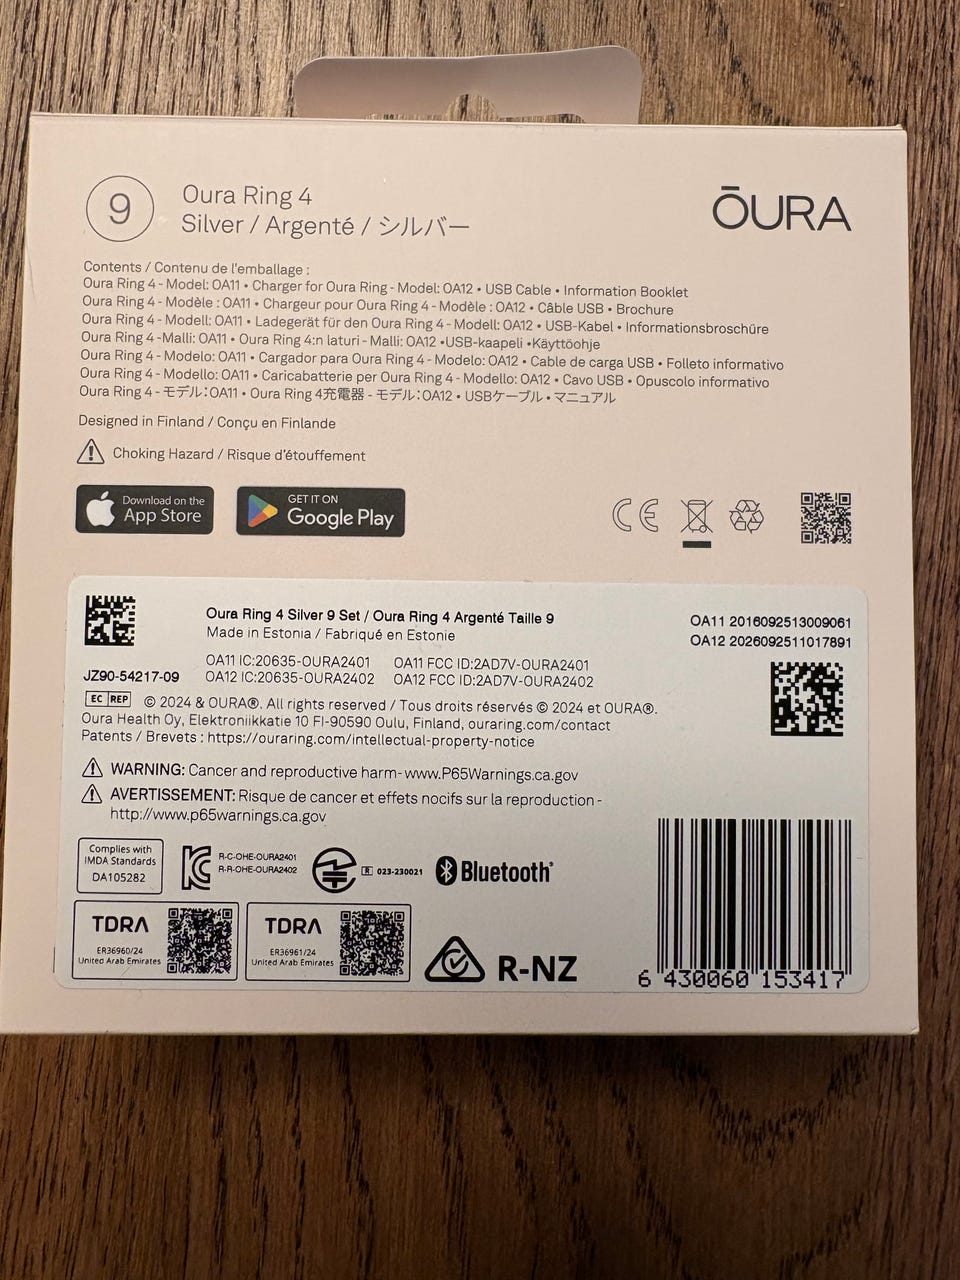 9
Oura Ring 4
Silver / Argenté / シルバー
ŌURA
Contents / Contenu de l'emballage :
Oura Ring 4 - Model: OA11 • Charger for Oura Ring - Model: OA12 • USB Cable • Information Booklet
Oura Ring 4 - Modèle : OA11 • Chargeur pour Oura Ring 4 - Modèle : OA12 • Câble USB • Brochure
Oura Ring 4 - Modell: OA11 • Ladegerät für den Oura Ring 4 - Modell: OA12 • USB-Kabel • Informationsbroschüre
Oura Ring 4 -Malli: OA11 • Oura Ring 4:n laturi - Malli: OA12 •USB-kaapeli •Käyttöohje
Oura Ring 4 - Modelo: OA11 • Cargador para Oura Ring 4 - Modelo: OA12 • Cable de carga USB • Folleto informativo
Oura Ring 4 - Modello: OA11 • Caricabatterie per Oura Ring 4 - Modello: OA12 • Cavo USB • Opuscolo informativo
Oura Ring 4 - モデル：OA11 • Oura Ring 4充電器 - モデル：OA12 • USBケーブル • マニュアル
Designed in Finland / Conçu en Finlande
Choking Hazard / Risque d'étouffement
Download on the
App Store
GET IT ON
Google Play
CE
Oura Ring 4 Silver 9 Set / Oura Ring 4 Argenté Taille 9
Made in Estonia / Fabriqué en Estonie
OA11 2016092513009061
OA12 2026092511017891
JZ90-54217-09
OA11 IC:20635-OURA2401 OA11 FCC ID:2AD7V-OURA2401
OA12 IC:20635-OURA2402 OA12 FCC ID:2AD7V-OURA2402
EC REP © 2024 & OURA®. All rights reserved / Tous droits réservés © 2024 et OURA®.
Oura Health Oy, Elektroniikkatie 10 FI-90590 Oulu, Finland, ouraring.com/contact
Patents / Brevets : https://ouraring.com/intellectual-property-notice
WARNING: Cancer and reproductive harm- www.P65Warnings.ca.gov
AVERTISSEMENT: Risque de cancer et effets nocifs sur la reproduction -
http://www.p65warnings.ca.gov
Complies with
IMDA Standards
DA105282
R-C-OHE-OURA2401
R-R-OHE-OURA2402
R 023-230021
Bluetooth®
TDRA
ER36960/24
United Arab Emirates
TDRA
ER36961/24
United Arab Emirates
R-NZ
6 430060 153417